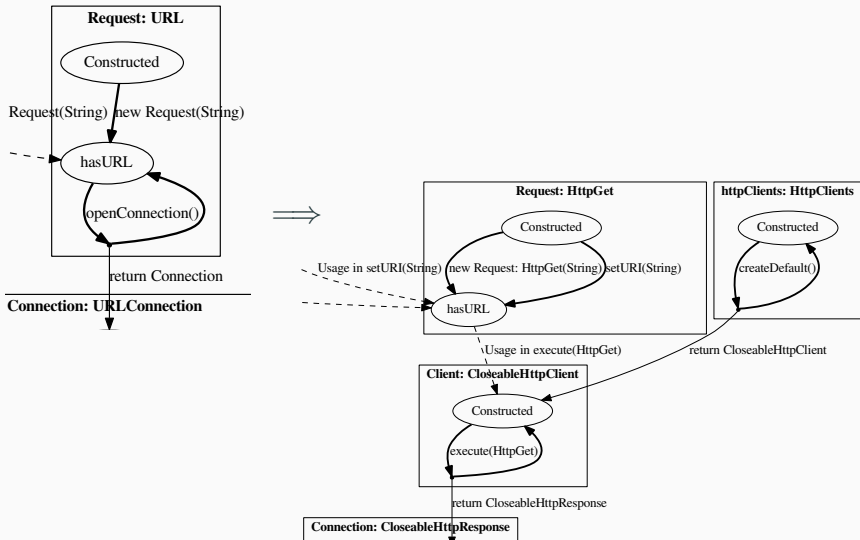 Request: URL
Constructed
Request(String) new Request(String)
hasURL
openConnection()
return Connection
Connection: URLConnection
⟹
Request: HttpGet
Constructed
Usage in setURI(String) new Request: HttpGet(String) setURI(String)
hasURL
httpClients: HttpClients
Constructed
createDefault()
Usage in execute(HttpGet)
return CloseableHttpClient
Client: CloseableHttpClient
Constructed
execute(HttpGet)
return CloseableHttpResponse
Connection: CloseableHttpResponse